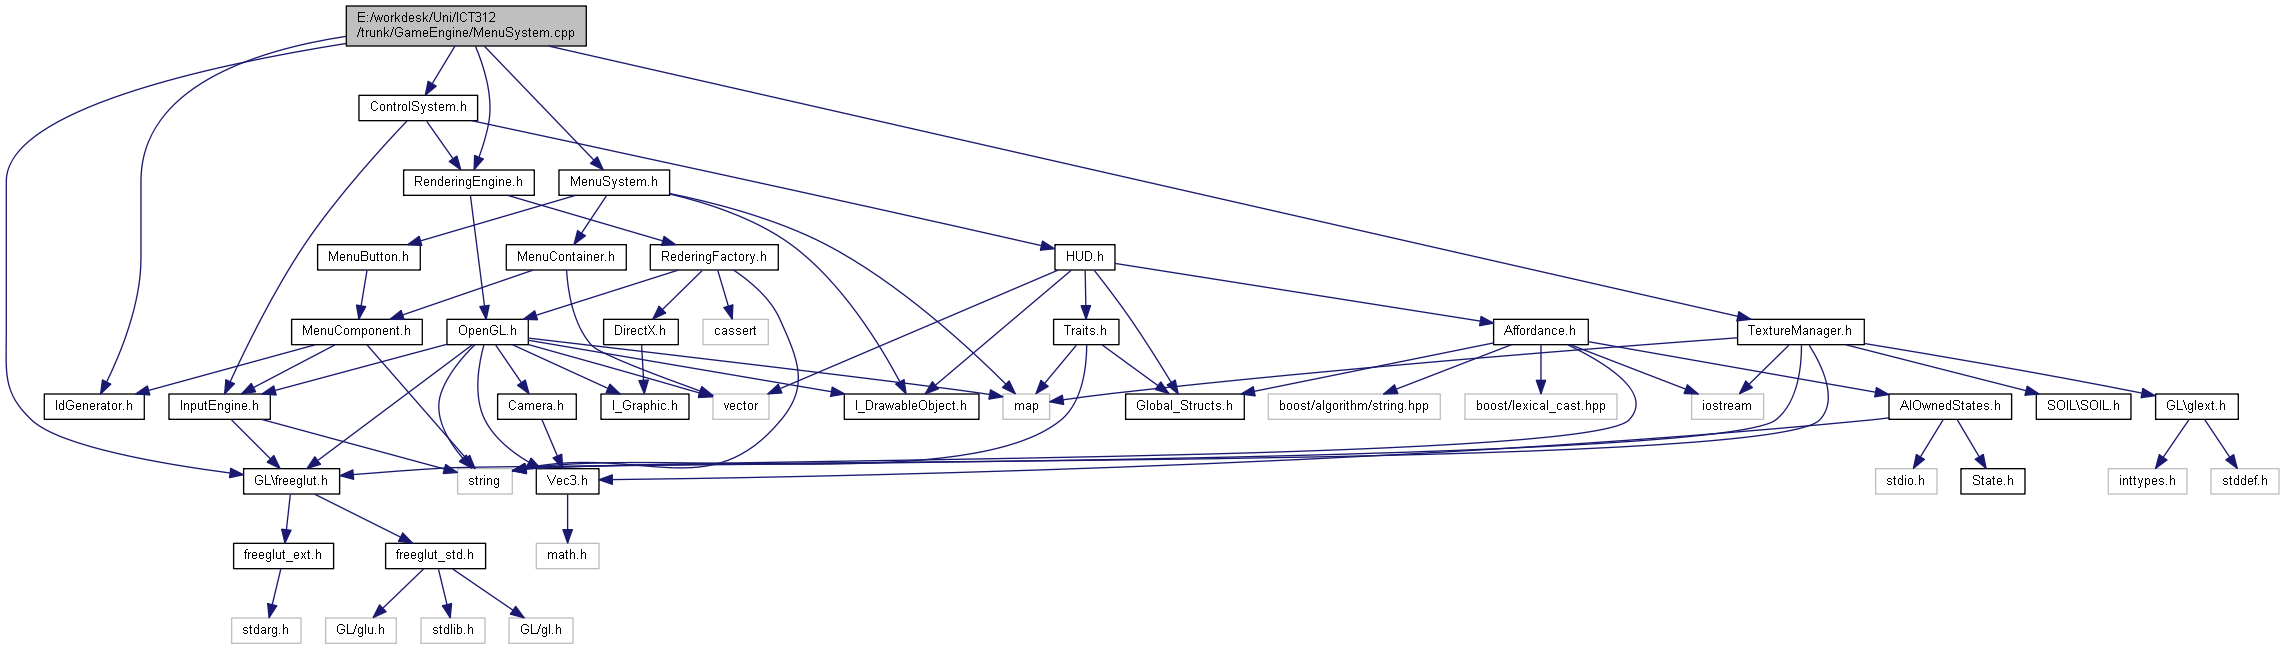 E:/workdesk/Uni/ICT312
/trunk/GameEngine/MenuSystem.cpp
ControlSystem.h
RenderingEngine.h
MenuSystem.h
MenuButton.h
MenuContainer.h
RederingFactory.h
HUD.h
MenuComponent.h
OpenGL.h
DirectX.h
cassert
Traits.h
Affordance.h
TextureManager.h
IdGenerator.h
InputEngine.h
Camera.h
I_Graphic.h
vector
I_DrawableObject.h
map
Global_Structs.h
boost/algorithm/string.hpp
boost/lexical_cast.hpp
iostream
AIOwnedStates.h
SOIL\SOIL.h
GL\glext.h
GL\freeglut.h
string
Vec3.h
stdio.h
State.h
inttypes.h
stddef.h
freeglut_ext.h
freeglut_std.h
math.h
stdarg.h
GL/glu.h
stdlib.h
GL/gl.h